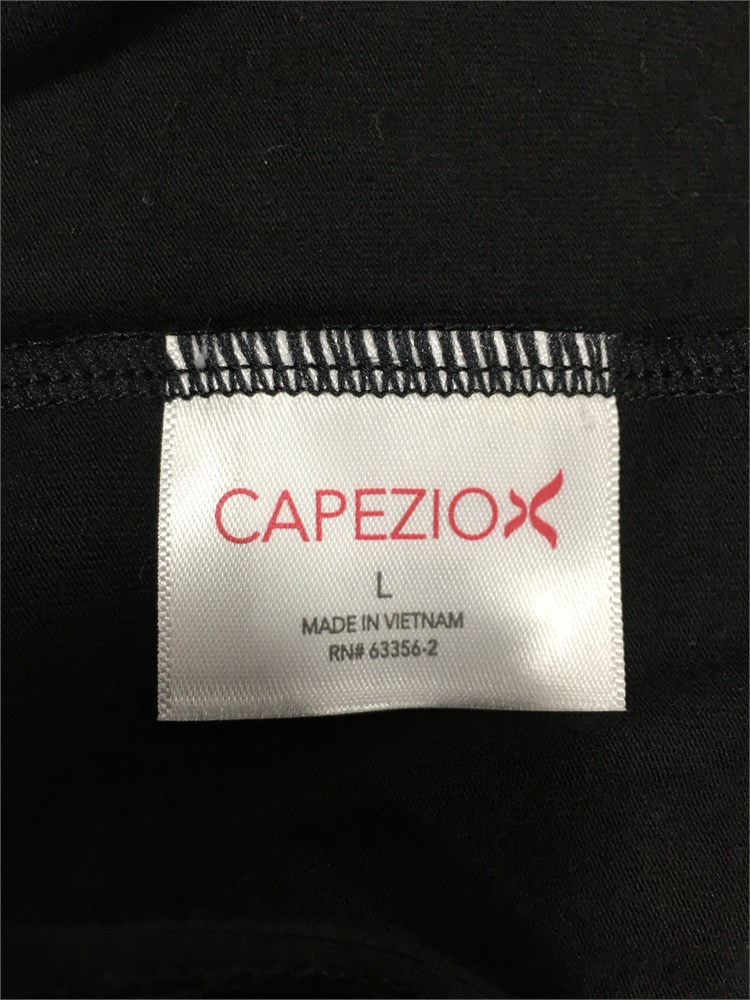 CAPEZIO
L
MADE IN VIETNAM
RN# 63356-2